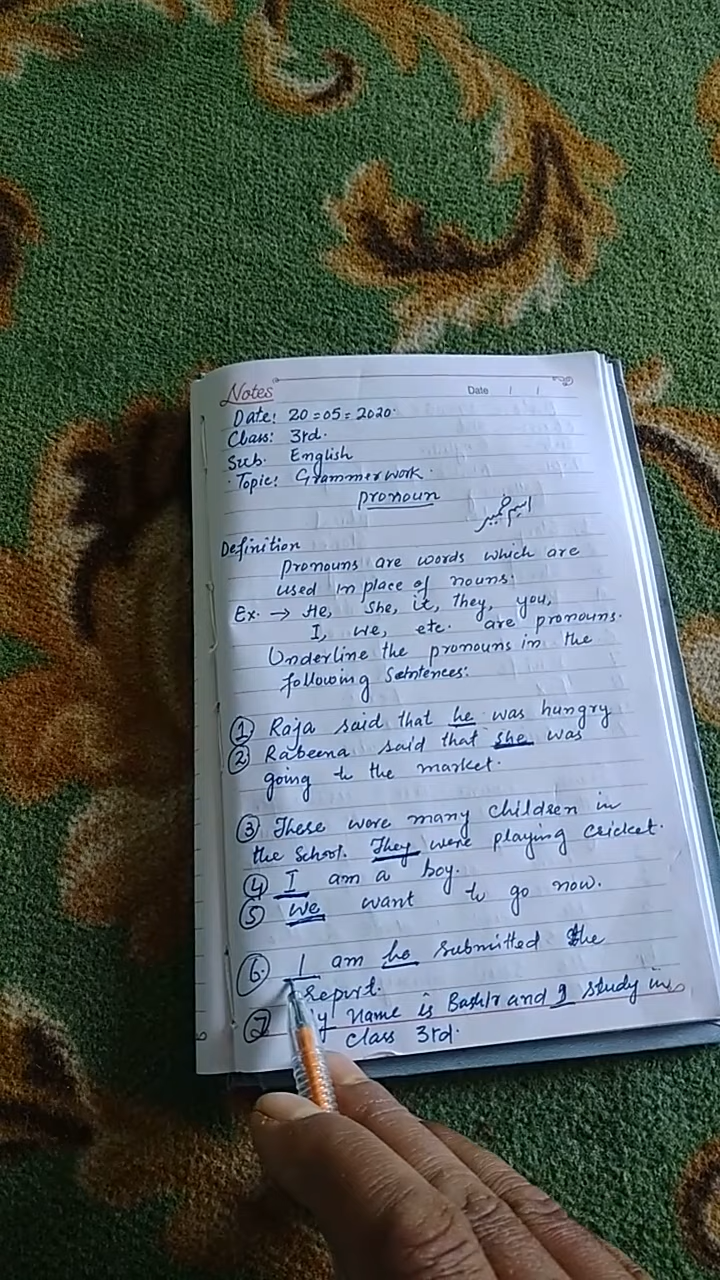 Notes
Date / /
Date: 20=05=2020.
Class: 3rd.
Sub. English
Topic: Grammer work.
pronoun اسم ضمیر
Definition
Pronouns are words which are
used in place of nouns.
Ex. → He, She, it, they, you,
I, we, etc. are pronouns.
Underline the pronouns in the
following Sentences:
① Raja said that he was hungry
② Rabeena said that she was
going to the market.
③ There were many children in
the school. They were playing cricket.
④ I am a boy.
⑤ We want to go now.
⑥ I am he submitted the
report.
⑦ My Name is Bashir and I study in
class 3rd.